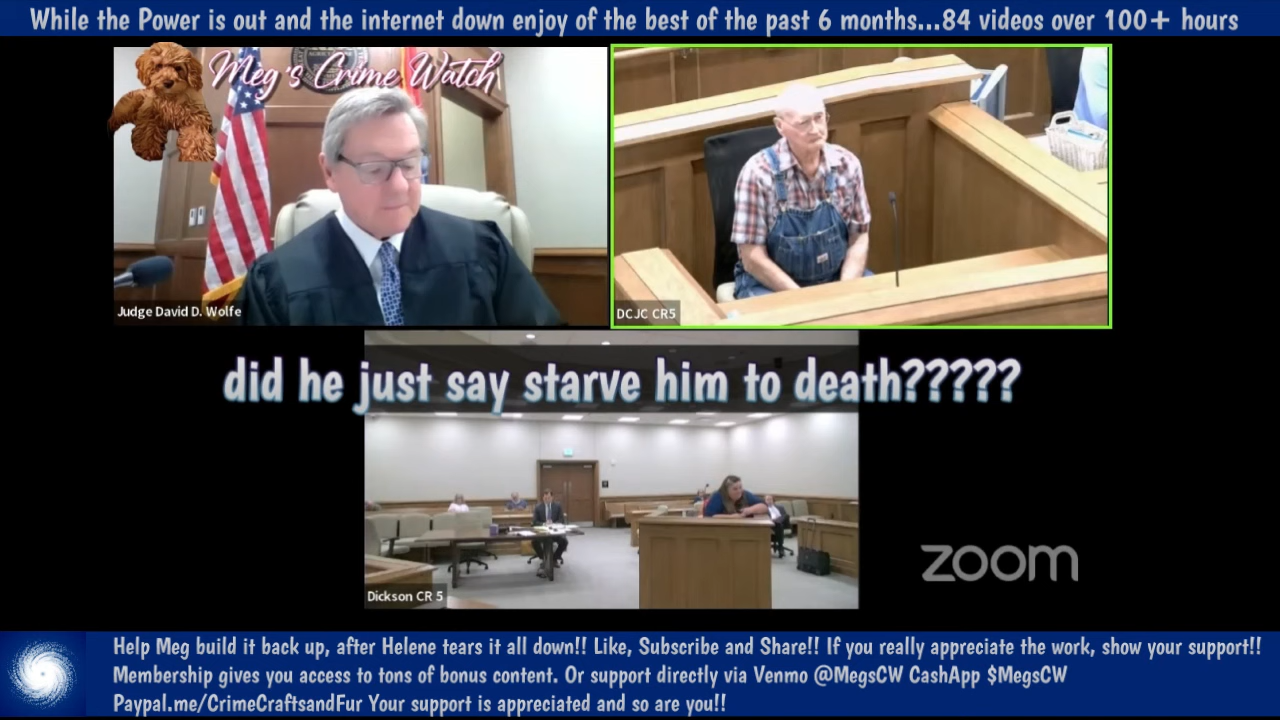 While the Power is out and the internet down enjoy of the best of the past 6 months...84 videos over 100+ hours
Meg's Crime Watch
Judge David D. Wolfe
DCJC CR5
did he just say starve him to death?????
Dickson CR 5
zoom
Help Meg build it back up, after Helene tears it all down!! Like, Subscribe and Share!! If you really appreciate the work, show your support!!
Membership gives you access to tons of bonus content. Or support directly via Venmo @MegsCW CashApp $MegsCW
Paypal.me/CrimeCraftsandFur Your support is appreciated and so are you!!